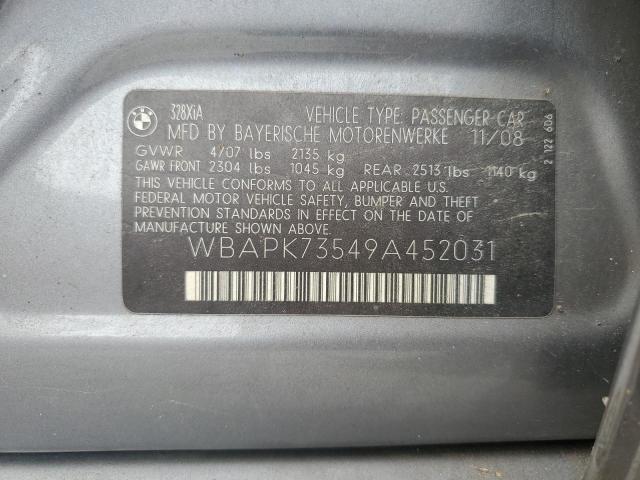 BMW
328XiA
VEHICLE TYPE: PASSENGER CAR
MFD BY BAYERISCHE MOTORENWERKE 11/08
GVWR 4707 lbs 2135 kg
GAWR FRONT 2304 lbs 1045 kg REAR 2513 lbs 1140 kg
THIS VEHICLE CONFORMS TO ALL APPLICABLE U.S.
FEDERAL MOTOR VEHICLE SAFETY, BUMPER AND THEFT
PREVENTION STANDARDS IN EFFECT ON THE DATE OF
MANUFACTURE SHOWN ABOVE.
WBAPK73549A452031
2 122 606